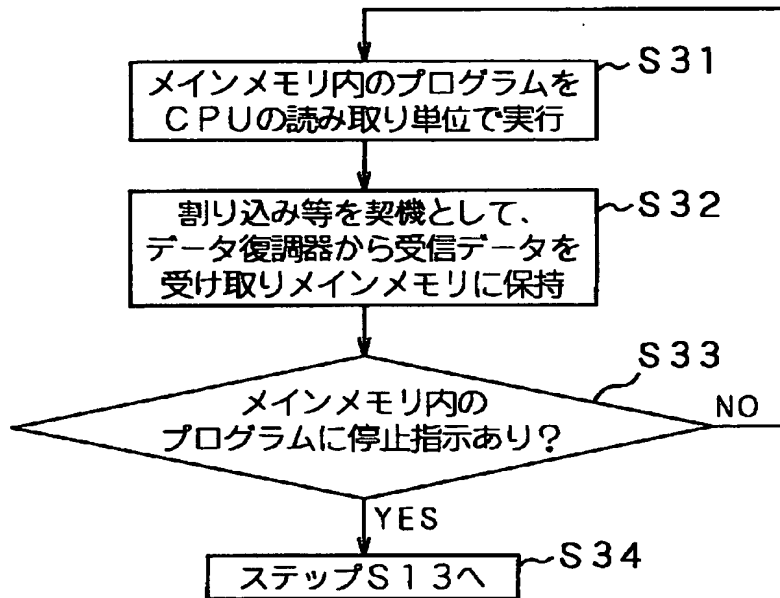 メインメモリ内のプログラムを
CPUの読み取り単位で実行
S31
割り込み等を契機として、
データ復調器から受信データを
受け取りメインメモリに保持
S32
メインメモリ内の
プログラムに停止指示あり?
S33
NO
YES
ステップS13へ
S34